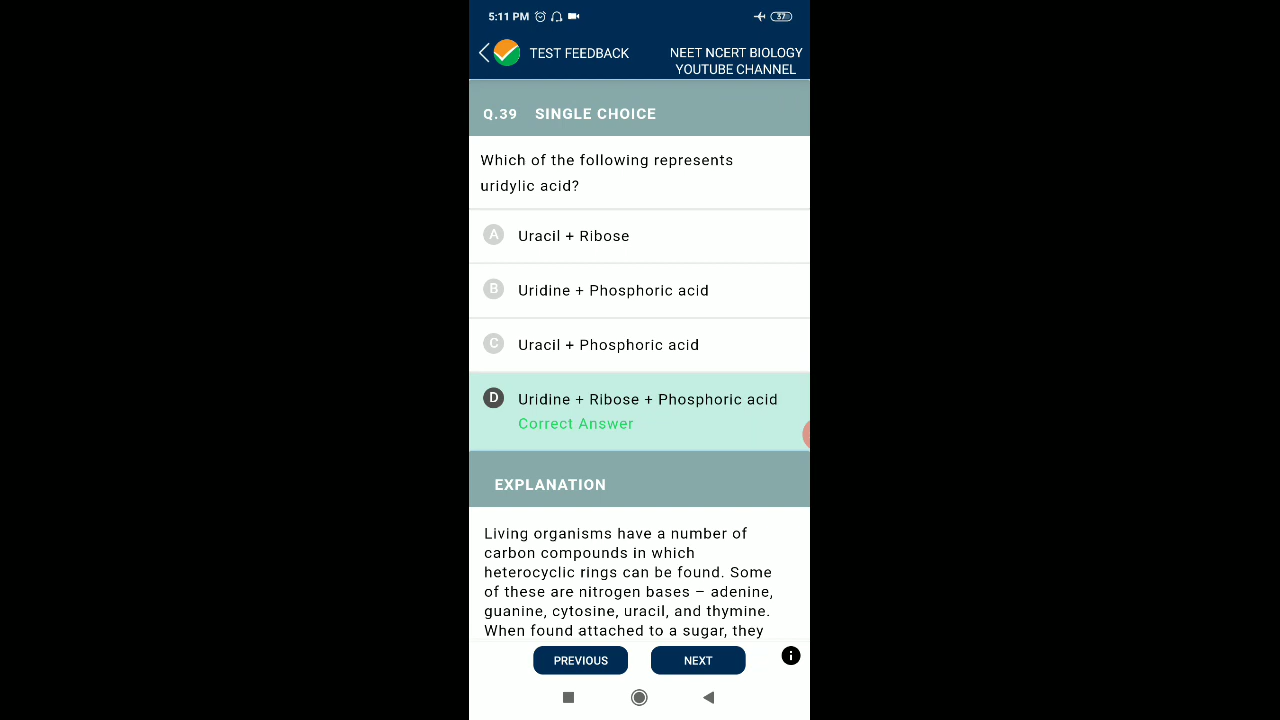 5:11 PM 37
TEST FEEDBACK
NEET NCERT BIOLOGY
YOUTUBE CHANNEL
Q.39 SINGLE CHOICE
Which of the following represents
uridylic acid?
A Uracil + Ribose
B Uridine + Phosphoric acid
C Uracil + Phosphoric acid
D Uridine + Ribose + Phosphoric acid
Correct Answer
EXPLANATION
Living organisms have a number of
carbon compounds in which
heterocyclic rings can be found. Some
of these are nitrogen bases – adenine,
guanine, cytosine, uracil, and thymine.
When found attached to a sugar, they
PREVIOUS NEXT